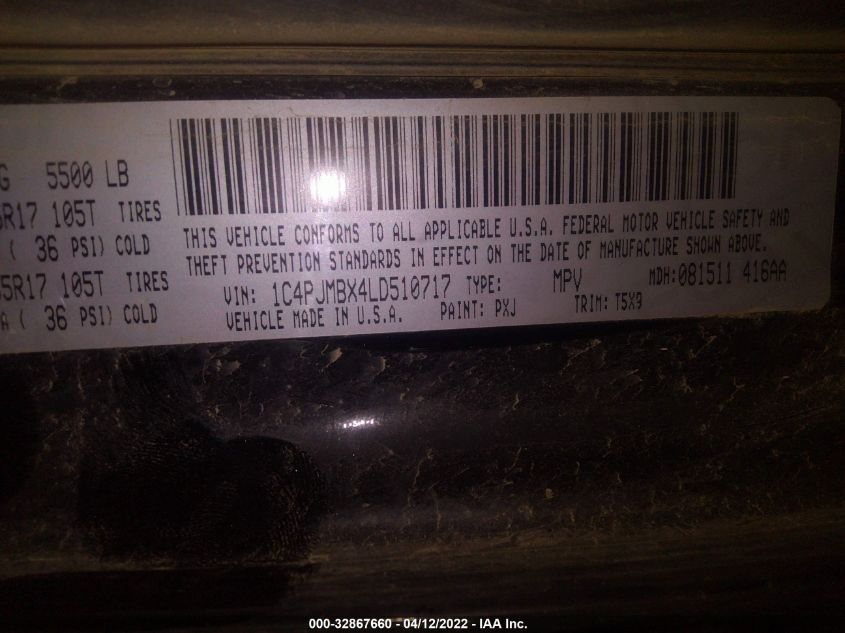 G 5500 LB
5R17 105T TIRES
( 36 PSI) COLD
5R17 105T TIRES
A ( 36 PSI) COLD
THIS VEHICLE CONFORMS TO ALL APPLICABLE U.S.A. FEDERAL MOTOR VEHICLE SAFETY AND
THEFT PREVENTION STANDARDS IN EFFECT ON THE DATE OF MANUFACTURE SHOWN ABOVE.
VIN: 1C4PJMBX4LD510717 TYPE: MPV MDH:081511 416AA
VEHICLE MADE IN U.S.A. PAINT: PXJ TRIM: T5X9
000-32867660 - 04/12/2022 - IAA Inc.